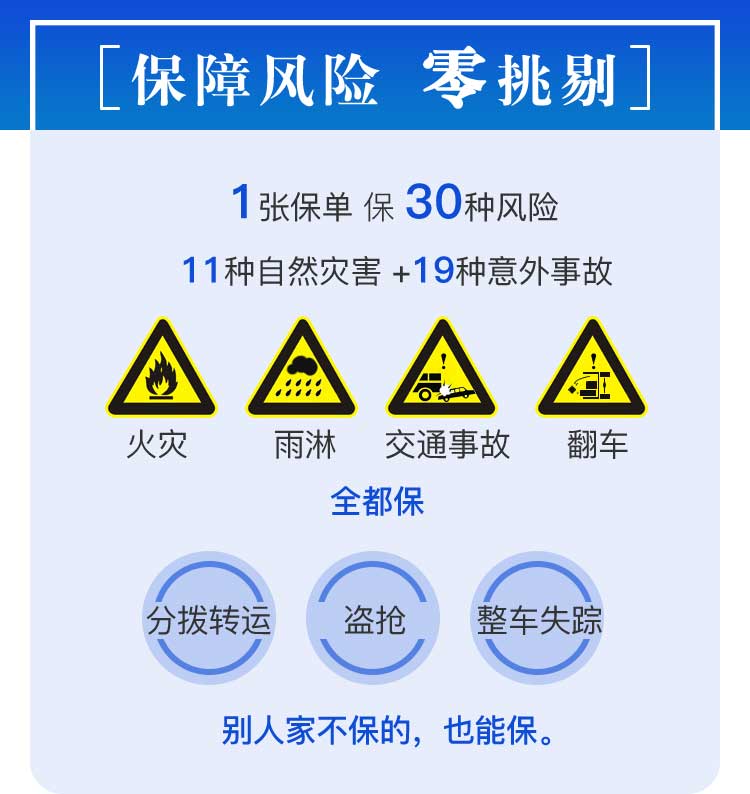 保障风险 零挑剔
1张保单 保 30种风险
11种自然灾害 +19种意外事故
火灾 雨淋 交通事故 翻车
全都保
分拨转运 盗抢 整车失踪
别人家不保的，也能保。